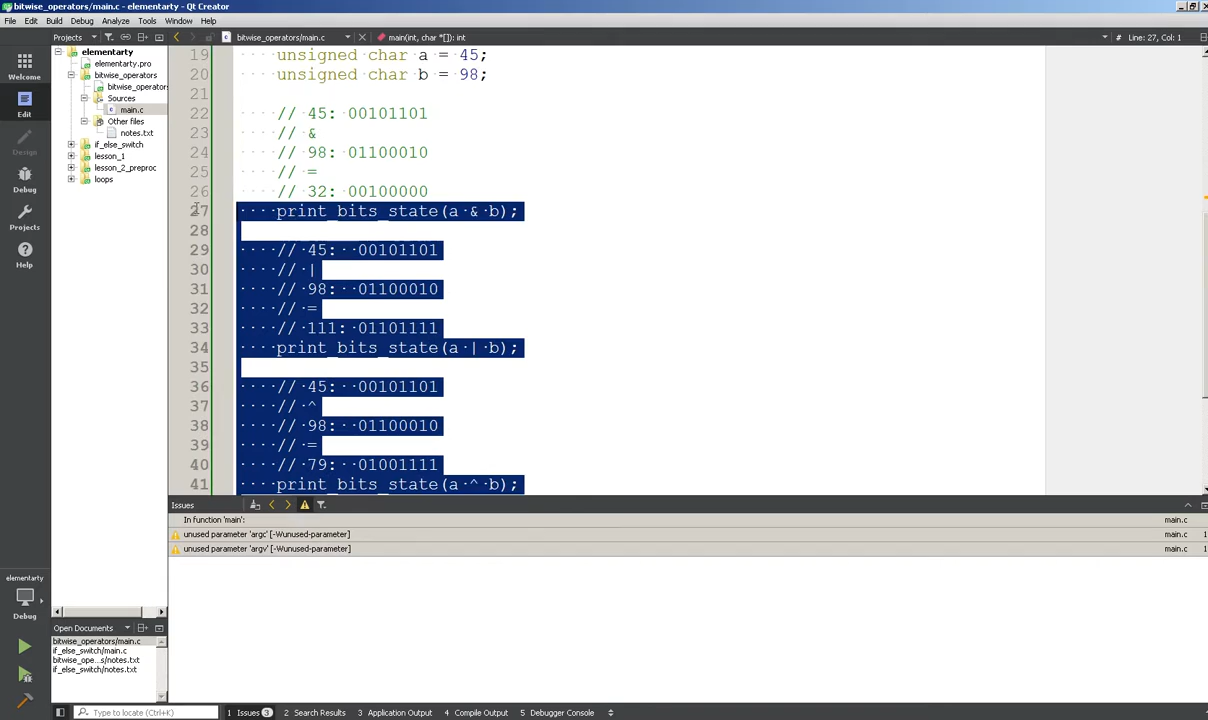 bitwise_operators/main.c - elementary - Qt Creator
File Edit Build Debug Analyze Tools Window Help
Projects bitwise_operators/main.c main(int, char *[]): int Line: 27, Col: 1
Welcome
Edit
Design
Debug
Projects
Help
elementarty
elementarty.pro
bitwise_operators
bitwise_operators
Sources
main.c
Other files
notes.txt
if_else_switch
lesson_1
lesson_2_preproc
loops
19 unsigned char a = 45;
20 unsigned char b = 98;
21
22 // 45: 00101101
23 // &
24 // 98: 01100010
25 // =
26 // 32: 00100000
27 print_bits_state(a & b);
28
29 // 45: 00101101
30 // |
31 // 98: 01100010
32 // =
33 // 111: 01101111
34 print_bits_state(a | b);
35
36 // 45: 00101101
37 // ^
38 // 98: 01100010
39 // =
40 // 79: 01001111
41 print_bits_state(a ^ b);
Issues
In function 'main': main.c
unused parameter 'argc' [-Wunused-parameter] main.c 1
unused parameter 'argv' [-Wunused-parameter] main.c 1
elementarty
Debug
Open Documents
bitwise_operators/main.c
if_else_switch/main.c
bitwise_ope...s/notes.txt
if_else_switch/notes.txt
Type to locate (Ctrl+K) 1 Issues 3 2 Search Results 3 Application Output 4 Compile Output 5 Debugger Console